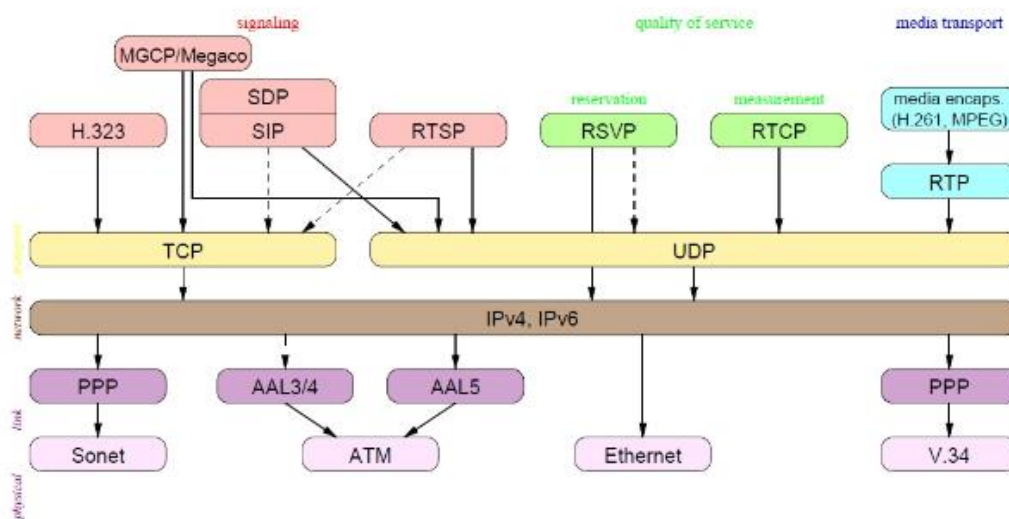 signaling
quality of service
media transport
MGCP/Megaco
SDP
reservation
measurement
media encaps.
(H.261, MPEG)
H.323
SIP
RTSP
RSVP
RTCP
RTP
TCP
UDP
network
IPv4, IPv6
PPP
AAL3/4
AAL5
PPP
link
Sonet
ATM
Ethernet
V.34
physical